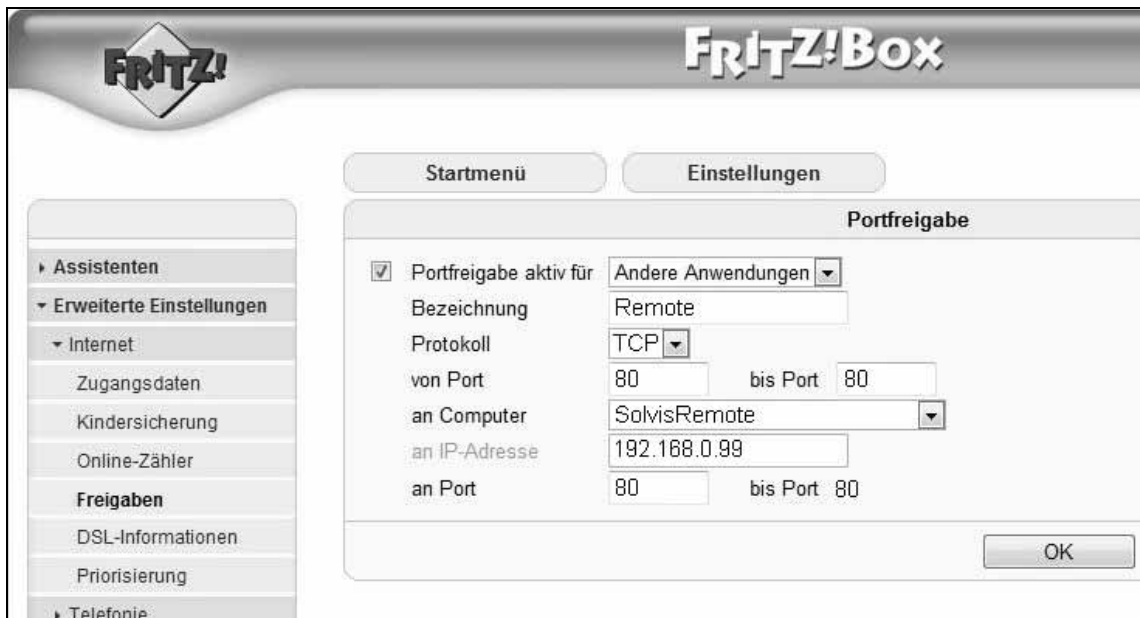 FRITZ!
FRITZ!Box
Startmenü
Einstellungen
Assistenten
Erweiterte Einstellungen
Internet
Zugangsdaten
Kindersicherung
Online-Zähler
Freigaben
DSL-Informationen
Priorisierung
Telefonie
Portfreigabe
Portfreigabe aktiv für Andere Anwendungen
Bezeichnung Remote
Protokoll TCP
von Port 80 bis Port 80
an Computer SolvisRemote
an IP-Adresse 192.168.0.99
an Port 80 bis Port 80
OK